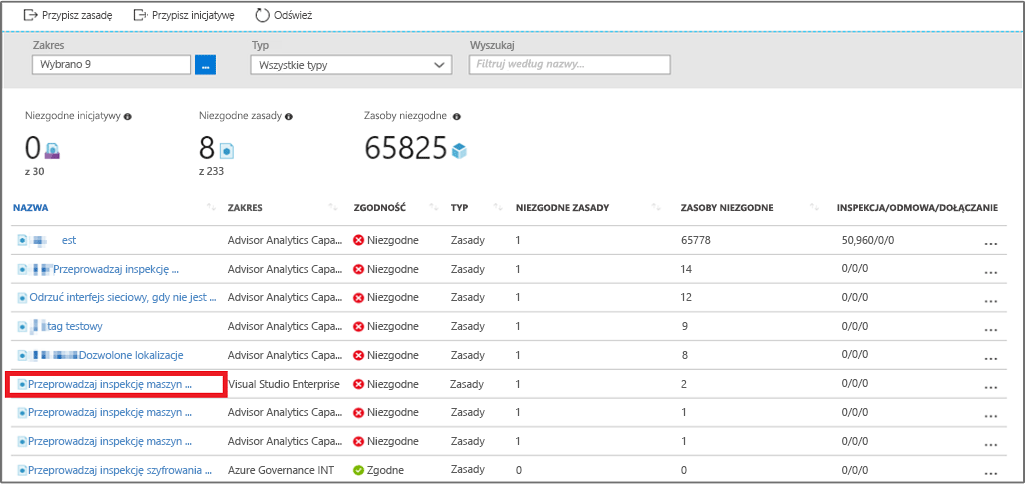 Przypisz zasadę Przypisz inicjatywę Odśwież
Zakres Typ Wyszukaj
Wybrano 9 ... Wszystkie typy Filtruj według nazwy...
Niezgodne inicjatywy Niezgodne zasady Zasoby niezgodne
0 8 65825
z 30 z 233
NAZWA ZAKRES ZGODNOŚĆ TYP NIEZGODNE ZASADY ZASOBY NIEZGODNE INSPEKCJA/ODMOWA/DOŁĄCZANIE
est Advisor Analytics Capa... Niezgodne Zasady 1 65778 50,960/0/0 ...
Przeprowadzaj inspekcję ... Advisor Analytics Capa... Niezgodne Zasady 1 14 0/0/0 ...
Odrzuć interfejs sieciowy, gdy nie jest ... Advisor Analytics Capa... Niezgodne Zasady 1 12 0/0/0 ...
tag testowy Advisor Analytics Capa... Niezgodne Zasady 1 9 0/0/0 ...
Dozwolone lokalizacje Advisor Analytics Capa... Niezgodne Zasady 1 8 0/0/0 ...
Przeprowadzaj inspekcję maszyn ... Visual Studio Enterprise Niezgodne Zasady 1 2 0/0/0 ...
Przeprowadzaj inspekcję maszyn ... Advisor Analytics Capa... Niezgodne Zasady 1 1 0/0/0 ...
Przeprowadzaj inspekcję maszyn ... Advisor Analytics Capa... Niezgodne Zasady 1 1 0/0/0 ...
Przeprowadzaj inspekcję szyfrowania ... Azure Governance INT Zgodne Zasady 0 0 0/0/0 ...